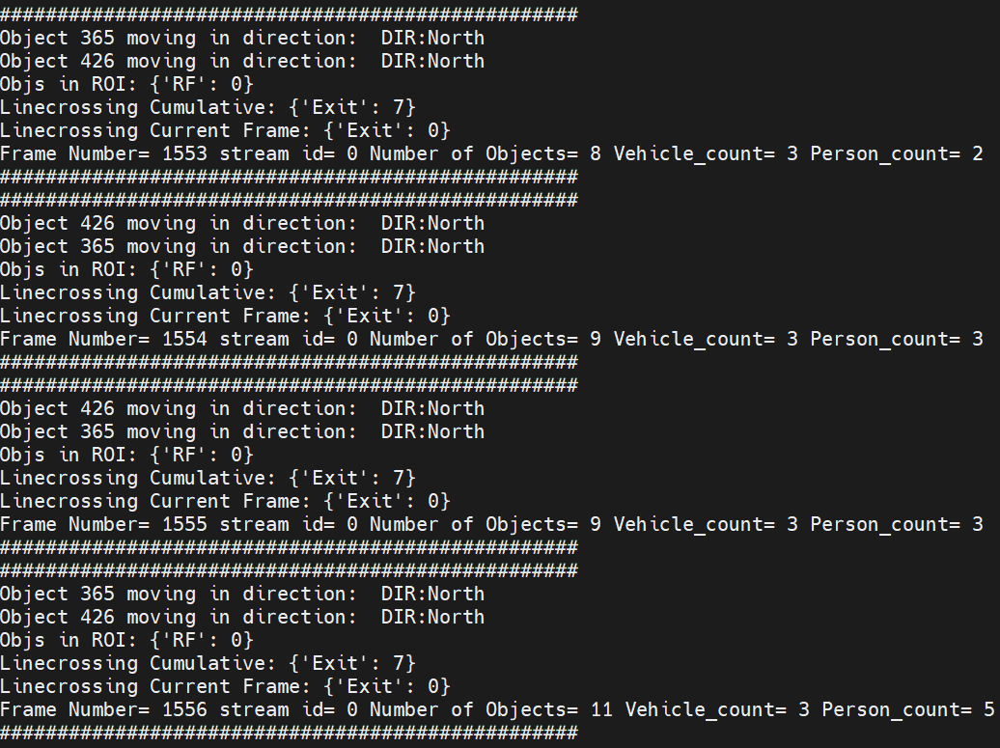 ##################################################
Object 365 moving in direction:  DIR:North
Object 426 moving in direction:  DIR:North
Objs in ROI: {'RF': 0}
Linecrossing Cumulative: {'Exit': 7}
Linecrossing Current Frame: {'Exit': 0}
Frame Number= 1553 stream id= 0 Number of Objects= 8 Vehicle_count= 3 Person_count= 2
##################################################
##################################################
Object 426 moving in direction:  DIR:North
Object 365 moving in direction:  DIR:North
Objs in ROI: {'RF': 0}
Linecrossing Cumulative: {'Exit': 7}
Linecrossing Current Frame: {'Exit': 0}
Frame Number= 1554 stream id= 0 Number of Objects= 9 Vehicle_count= 3 Person_count= 3
##################################################
##################################################
Object 426 moving in direction:  DIR:North
Object 365 moving in direction:  DIR:North
Objs in ROI: {'RF': 0}
Linecrossing Cumulative: {'Exit': 7}
Linecrossing Current Frame: {'Exit': 0}
Frame Number= 1555 stream id= 0 Number of Objects= 9 Vehicle_count= 3 Person_count= 3
##################################################
##################################################
Object 365 moving in direction:  DIR:North
Object 426 moving in direction:  DIR:North
Objs in ROI: {'RF': 0}
Linecrossing Cumulative: {'Exit': 7}
Linecrossing Current Frame: {'Exit': 0}
Frame Number= 1556 stream id= 0 Number of Objects= 11 Vehicle_count= 3 Person_count= 5
##################################################